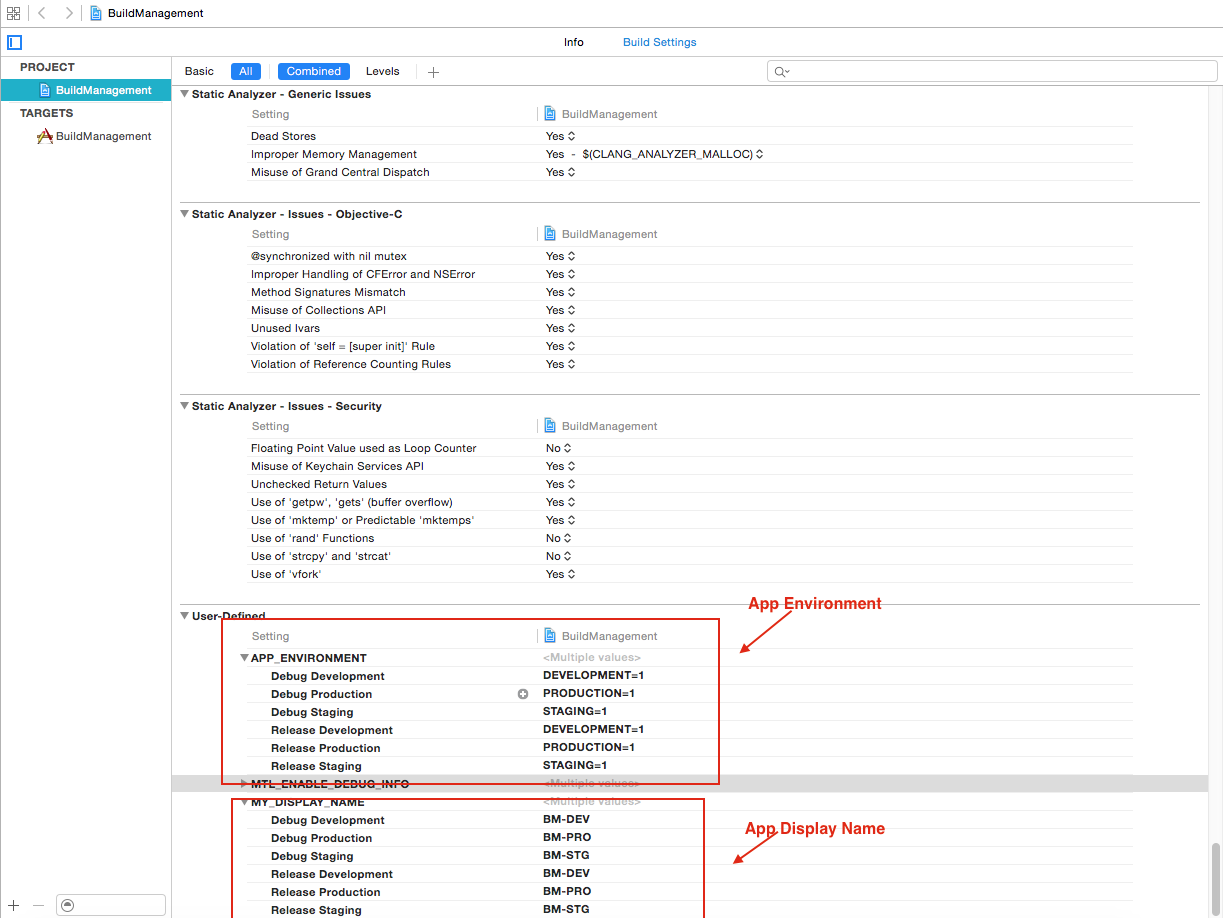 BuildManagement
Info Build Settings
PROJECT
BuildManagement
TARGETS
BuildManagement
Basic All Combined Levels
Static Analyzer - Generic Issues
Setting BuildManagement
Dead Stores Yes
Improper Memory Management Yes - $(CLANG_ANALYZER_MALLOC)
Misuse of Grand Central Dispatch Yes
Static Analyzer - Issues - Objective-C
Setting BuildManagement
@synchronized with nil mutex Yes
Improper Handling of CFError and NSError Yes
Method Signatures Mismatch Yes
Misuse of Collections API Yes
Unused Ivars Yes
Violation of 'self = [super init]' Rule Yes
Violation of Reference Counting Rules Yes
Static Analyzer - Issues - Security
Setting BuildManagement
Floating Point Value used as Loop Counter No
Misuse of Keychain Services API Yes
Unchecked Return Values Yes
Use of 'getpw', 'gets' (buffer overflow) Yes
Use of 'mktemp' or Predictable 'mktemps' Yes
Use of 'rand' Functions No
Use of 'strcpy' and 'strcat' No
Use of 'vfork' Yes
App Environment
User-Defined
Setting BuildManagement
APP_ENVIRONMENT <Multiple values>
Debug Development DEVELOPMENT=1
Debug Production PRODUCTION=1
Debug Staging STAGING=1
Release Development DEVELOPMENT=1
Release Production PRODUCTION=1
Release Staging STAGING=1
MTL_ENABLE_DEBUG_INFO <Multiple values>
MY_DISPLAY_NAME <Multiple values>
Debug Development BM-DEV
App Display Name
Debug Production BM-PRO
Debug Staging BM-STG
Release Development BM-DEV
Release Production BM-PRO
Release Staging BM-STG